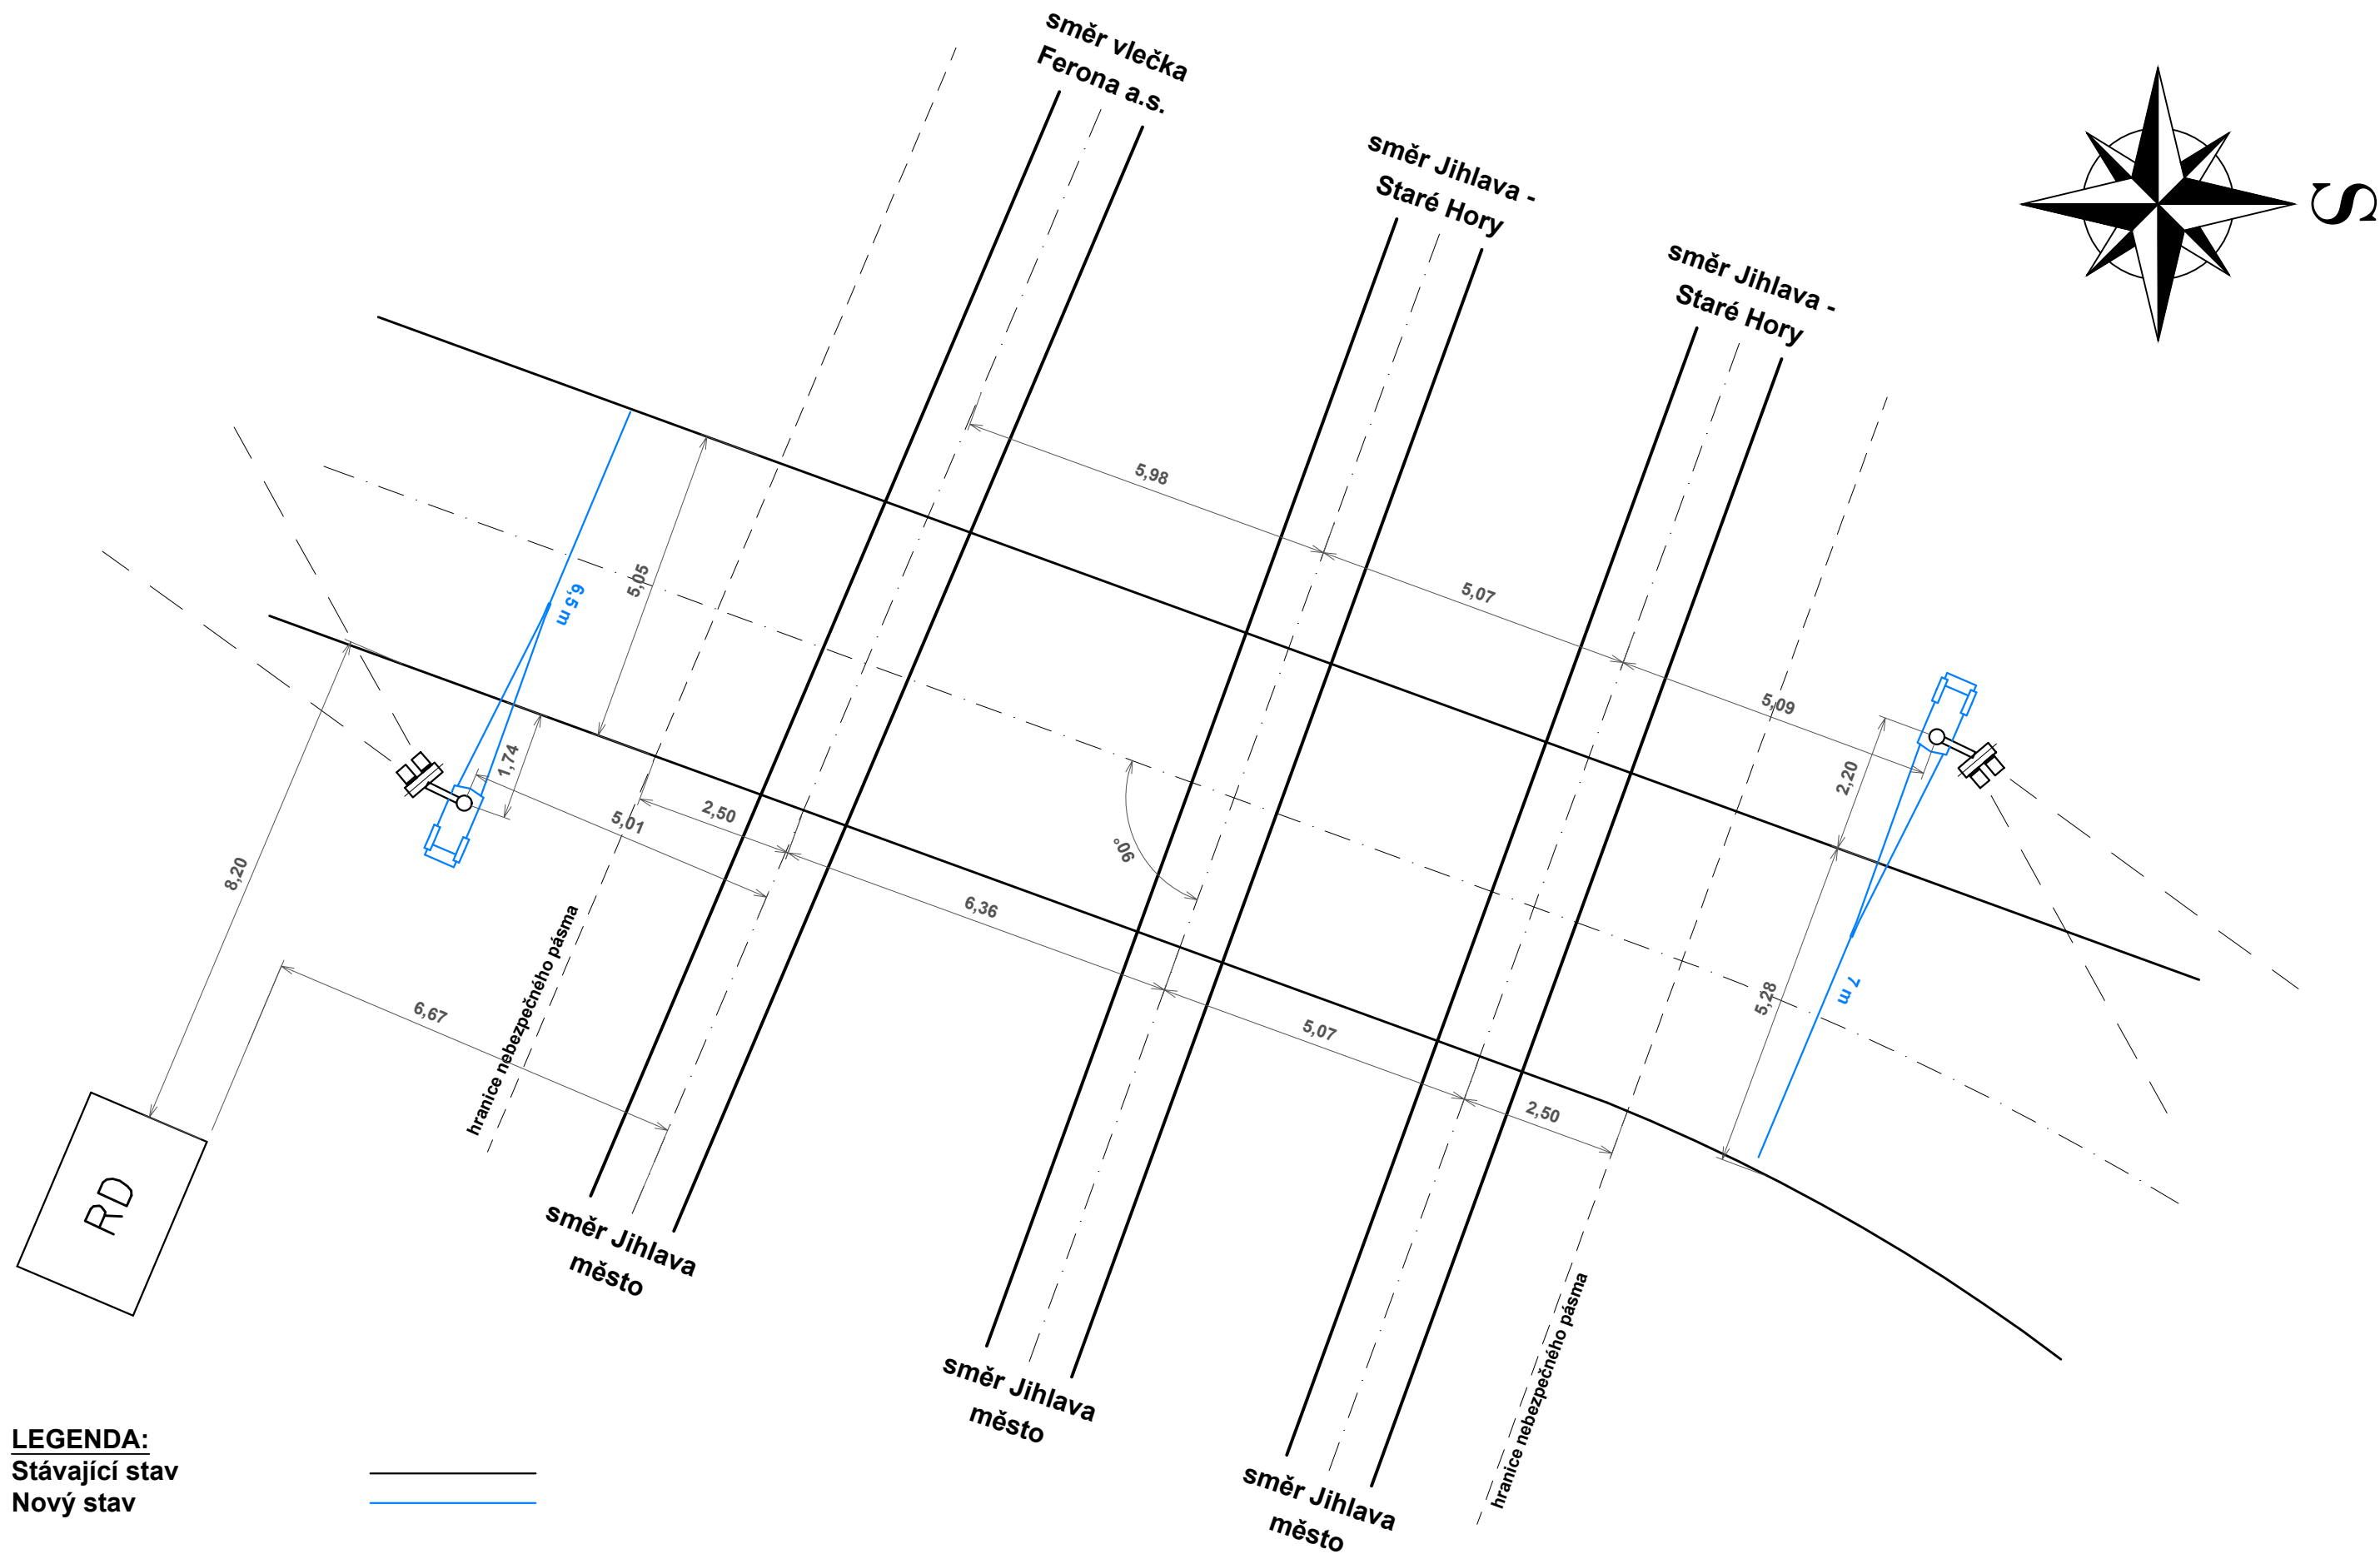 směr vlečka
Ferona a.s.
směr Jihlava -
Staré Hory
směr Jihlava -
Staré Hory
S
5,98
5,07
5,09
5,05
6,5 m
1,74
2,20
5,01
2,50
90°
8,20
6,36
6,67
5,07
5,28
7 m
2,50
hranice nebezpečného pásma
hranice nebezpečného pásma
RD
směr Jihlava
město
směr Jihlava
město
směr Jihlava
město
LEGENDA:
Stávající stav
Nový stav